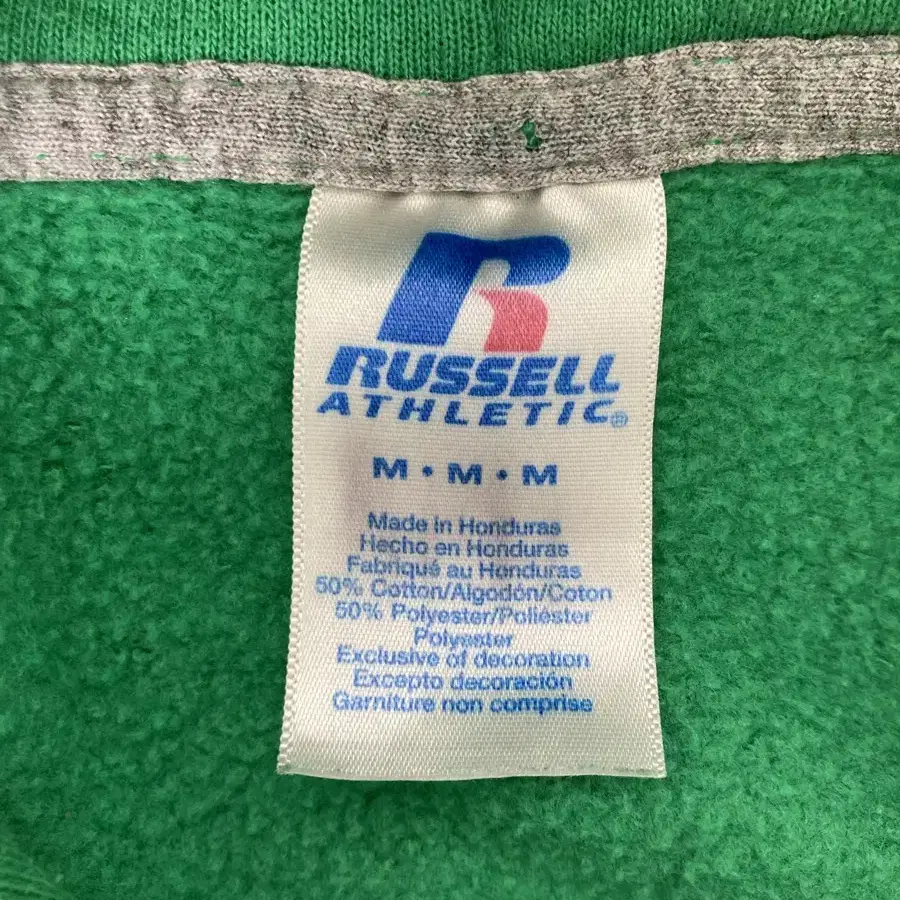 RUSSELL
ATHLETIC®
M • M • M
Made in Honduras
Hecho en Honduras
Fabriqué au Honduras
50% Cotton/Algodón/Coton
50% Polyester/Poliéster
Polyester
Exclusive of decoration
Excepto decoración
Garniture non comprise